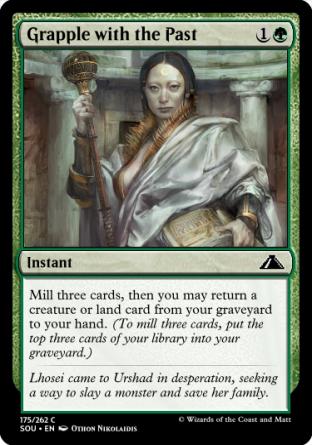 Grapple with the Past 1
Instant
Mill three cards, then you may return a
creature or land card from your graveyard
to your hand. (To mill three cards, put the
top three cards of your library into your
graveyard.)
Lhosei came to Urshad in desperation, seeking
a way to slay a monster and save her family.
175/262 C
SOU • EN Othon Nikolaidis
© Wizards of the Coast and Matt